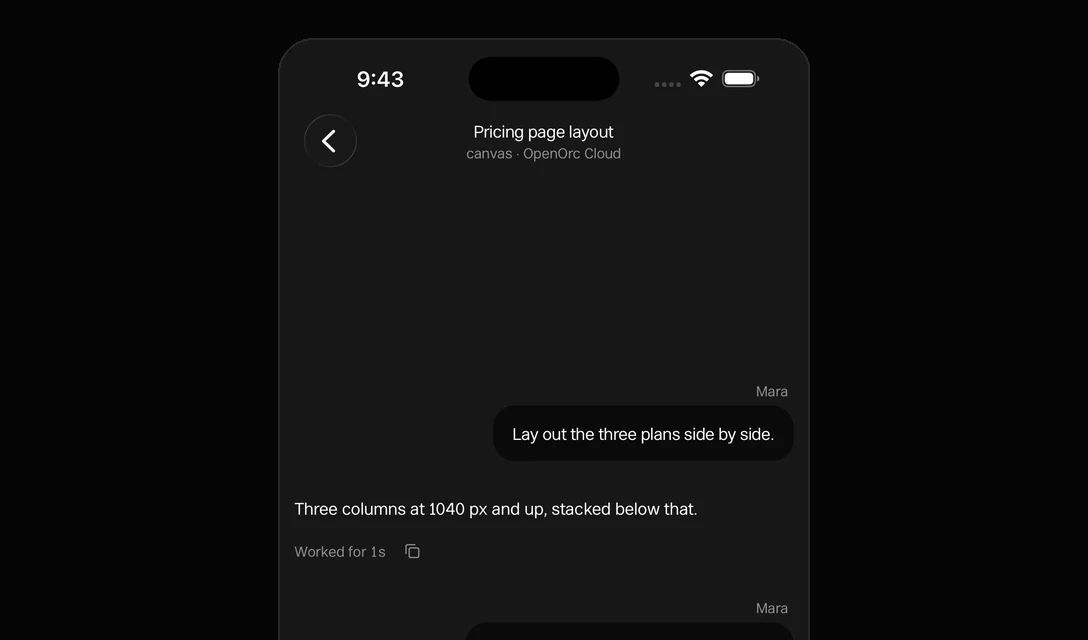 9:43
Pricing page layout
canvas · OpenOrc Cloud
Mara
Lay out the three plans side by side.
Three columns at 1040 px and up, stacked below that.
Worked for 1s
Mara